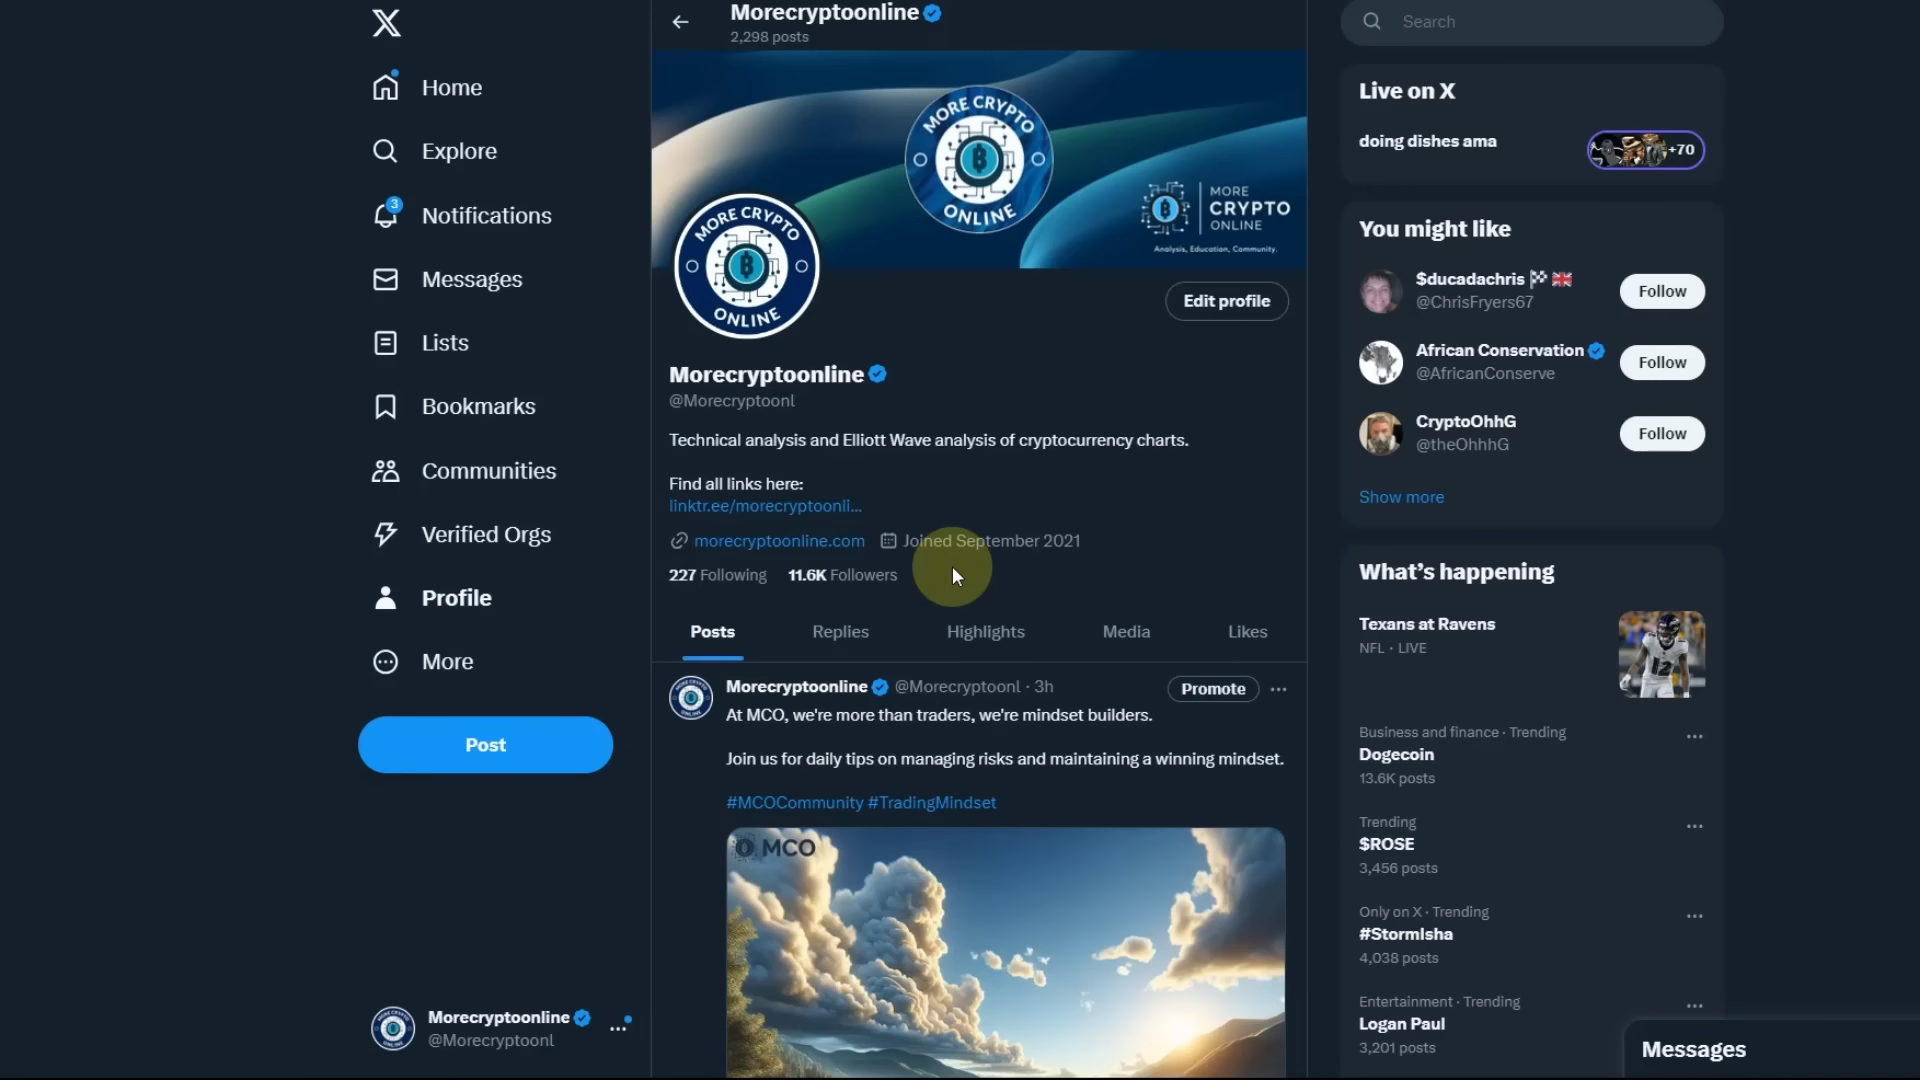 Home
Explore
3
Notifications
Messages
Lists
Bookmarks
Communities
Verified Orgs
Profile
More
Post
Morecryptoonline
@Morecryptoonl
Morecryptoonline
2,298 posts
MORE CRYPTO
ONLINE
MORE
CRYPTO
ONLINE
Analysis, Education, Community.
MORE CRYPTO
ONLINE
Edit profile
Morecryptoonline
@Morecryptoonl
Technical analysis and Elliott Wave analysis of cryptocurrency charts.
Find all links here:
linktr.ee/morecryptoonli...
morecryptoonline.com Joined September 2021
227 Following 11.6K Followers
Posts Replies Highlights Media Likes
Morecryptoonline @Morecryptoonl · 3h
Promote
At MCO, we're more than traders, we're mindset builders.
Join us for daily tips on managing risks and maintaining a winning mindset.
#MCOCommunity #TradingMindset
MCO
Search
Live on X
doing dishes ama
+70
You might like
$ducadachris
@ChrisFryers67
Follow
African Conservation
@AfricanConserve
Follow
CryptoOhhG
@theOhhhG
Follow
Show more
What's happening
Texans at Ravens
NFL · LIVE
Business and finance · Trending
Dogecoin
13.6K posts
Trending
$ROSE
3,456 posts
Only on X · Trending
#StormIsha
4,038 posts
Entertainment · Trending
Logan Paul
3,201 posts
Messages